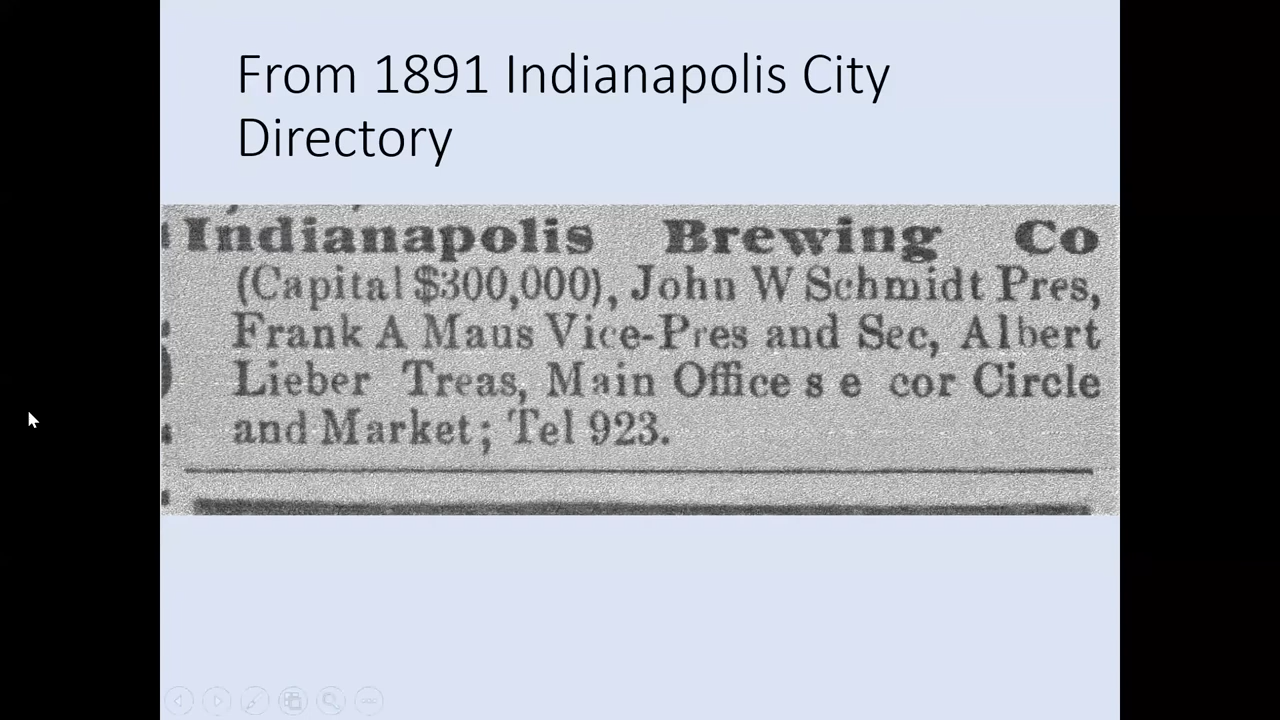 From 1891 Indianapolis City
Directory
Indianapolis Brewing Co
(Capital $300,000), John W Schmidt Pres,
Frank A Maus Vice-Pres and Sec, Albert
Lieber Treas, Main Office s e cor Circle
and Market; Tel 923.